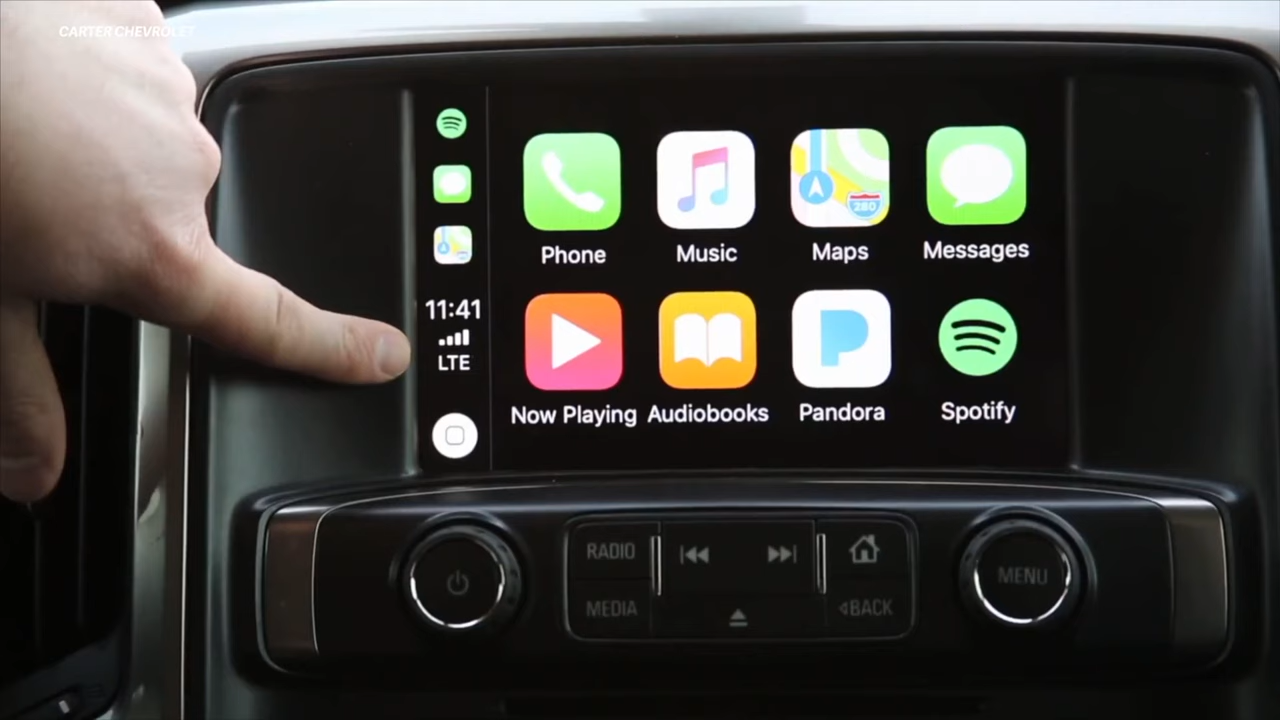 CARTER CHEVROLET
11:41
LTE
Phone
Music
Maps
280
Messages
Now Playing
Audiobooks
Pandora
Spotify
RADIO
MEDIA
BACK
MENU